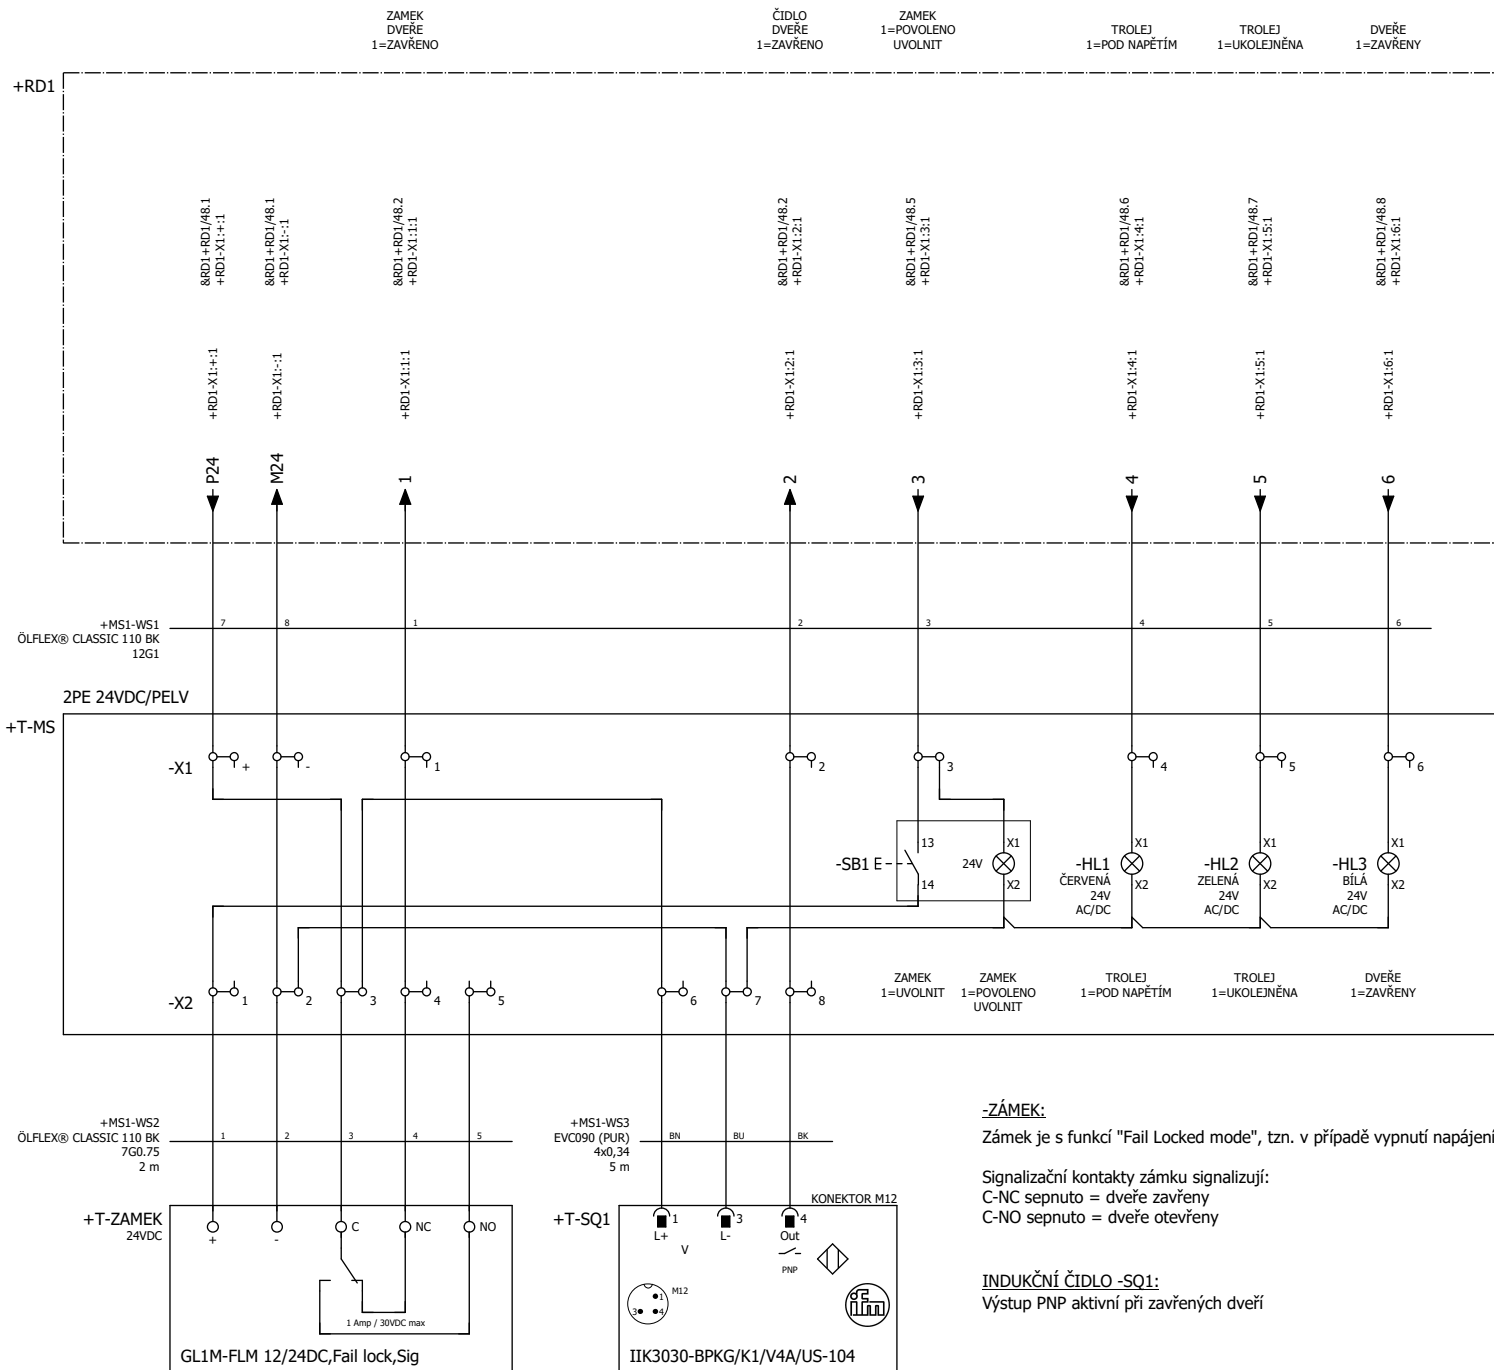 ZAMEK
DVEŘE
1=ZAVŘENO
ČIDLO
DVEŘE
1=ZAVŘENO
ZAMEK
1=POVOLENO
UVOLNIT
TROLEJ
1=POD NAPĚTÍM
TROLEJ
1=UKOLEJNĚNA
DVEŘE
1=ZAVŘENY
+RD1
&RD1+RD1/48.1
+RD1-X1:+:1
&RD1+RD1/48.1
+RD1-X1:-:1
&RD1+RD1/48.2
+RD1-X1:1:1
&RD1+RD1/48.2
+RD1-X1:2:1
&RD1+RD1/48.5
+RD1-X1:3:1
&RD1+RD1/48.6
+RD1-X1:4:1
&RD1+RD1/48.7
+RD1-X1:5:1
&RD1+RD1/48.8
+RD1-X1:6:1
+RD1-X1:+:1
+RD1-X1:-:1
+RD1-X1:1:1
+RD1-X1:2:1
+RD1-X1:3:1
+RD1-X1:4:1
+RD1-X1:5:1
+RD1-X1:6:1
P24
M24
1
2
3
4
5
6
+MS1-WS1
ÖLFLEX® CLASSIC 110 BK
12G1
7
8
1
2
3
4
5
6
2PE 24VDC/PELV
+T-MS
-X1
+
-
1
2
3
4
5
6
-SB1
13
14
24V
X1
X2
-HL1
ČERVENÁ
24V
AC/DC
X1
X2
-HL2
ZELENÁ
24V
AC/DC
X1
X2
-HL3
BÍLÁ
24V
AC/DC
X1
X2
-X2
1
2
3
4
5
6
7
8
ZAMEK
1=UVOLNIT
ZAMEK
1=POVOLENO
UVOLNIT
TROLEJ
1=POD NAPĚTÍM
TROLEJ
1=UKOLEJNĚNA
DVEŘE
1=ZAVŘENY
+MS1-WS2
ÖLFLEX® CLASSIC 110 BK
7G0.75
2 m
1
2
3
4
5
+MS1-WS3
EVC090 (PUR)
4x0,34
5 m
BN
BU
BK
+T-ZAMEK
24VDC
+
-
C
NC
NO
1 Amp / 30VDC max
GL1M-FLM 12/24DC,Fail lock,Sig
+T-SQ1
KONEKTOR M12
1
L+
3
L-
4
Out
V
PNP
M12
1
3
4
ifm
IIK3030-BPKG/K1/V4A/US-104
-ZÁMEK:
Zámek je s funkcí "Fail Locked mode", tzn. v případě vypnutí napájení
Signalizační kontakty zámku signalizují:
C-NC sepnuto = dveře zavřeny
C-NO sepnuto = dveře otevřeny
INDUKČNÍ ČIDLO -SQ1:
Výstup PNP aktivní při zavřených dveří